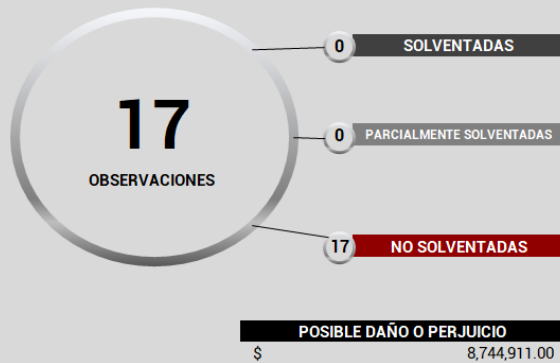 17
OBSERVACIONES
0 SOLVENTADAS
0 PARCIALMENTE SOLVENTADAS
17 NO SOLVENTADAS
POSIBLE DAÑO O PERJUICIO
$ 8,744,911.00